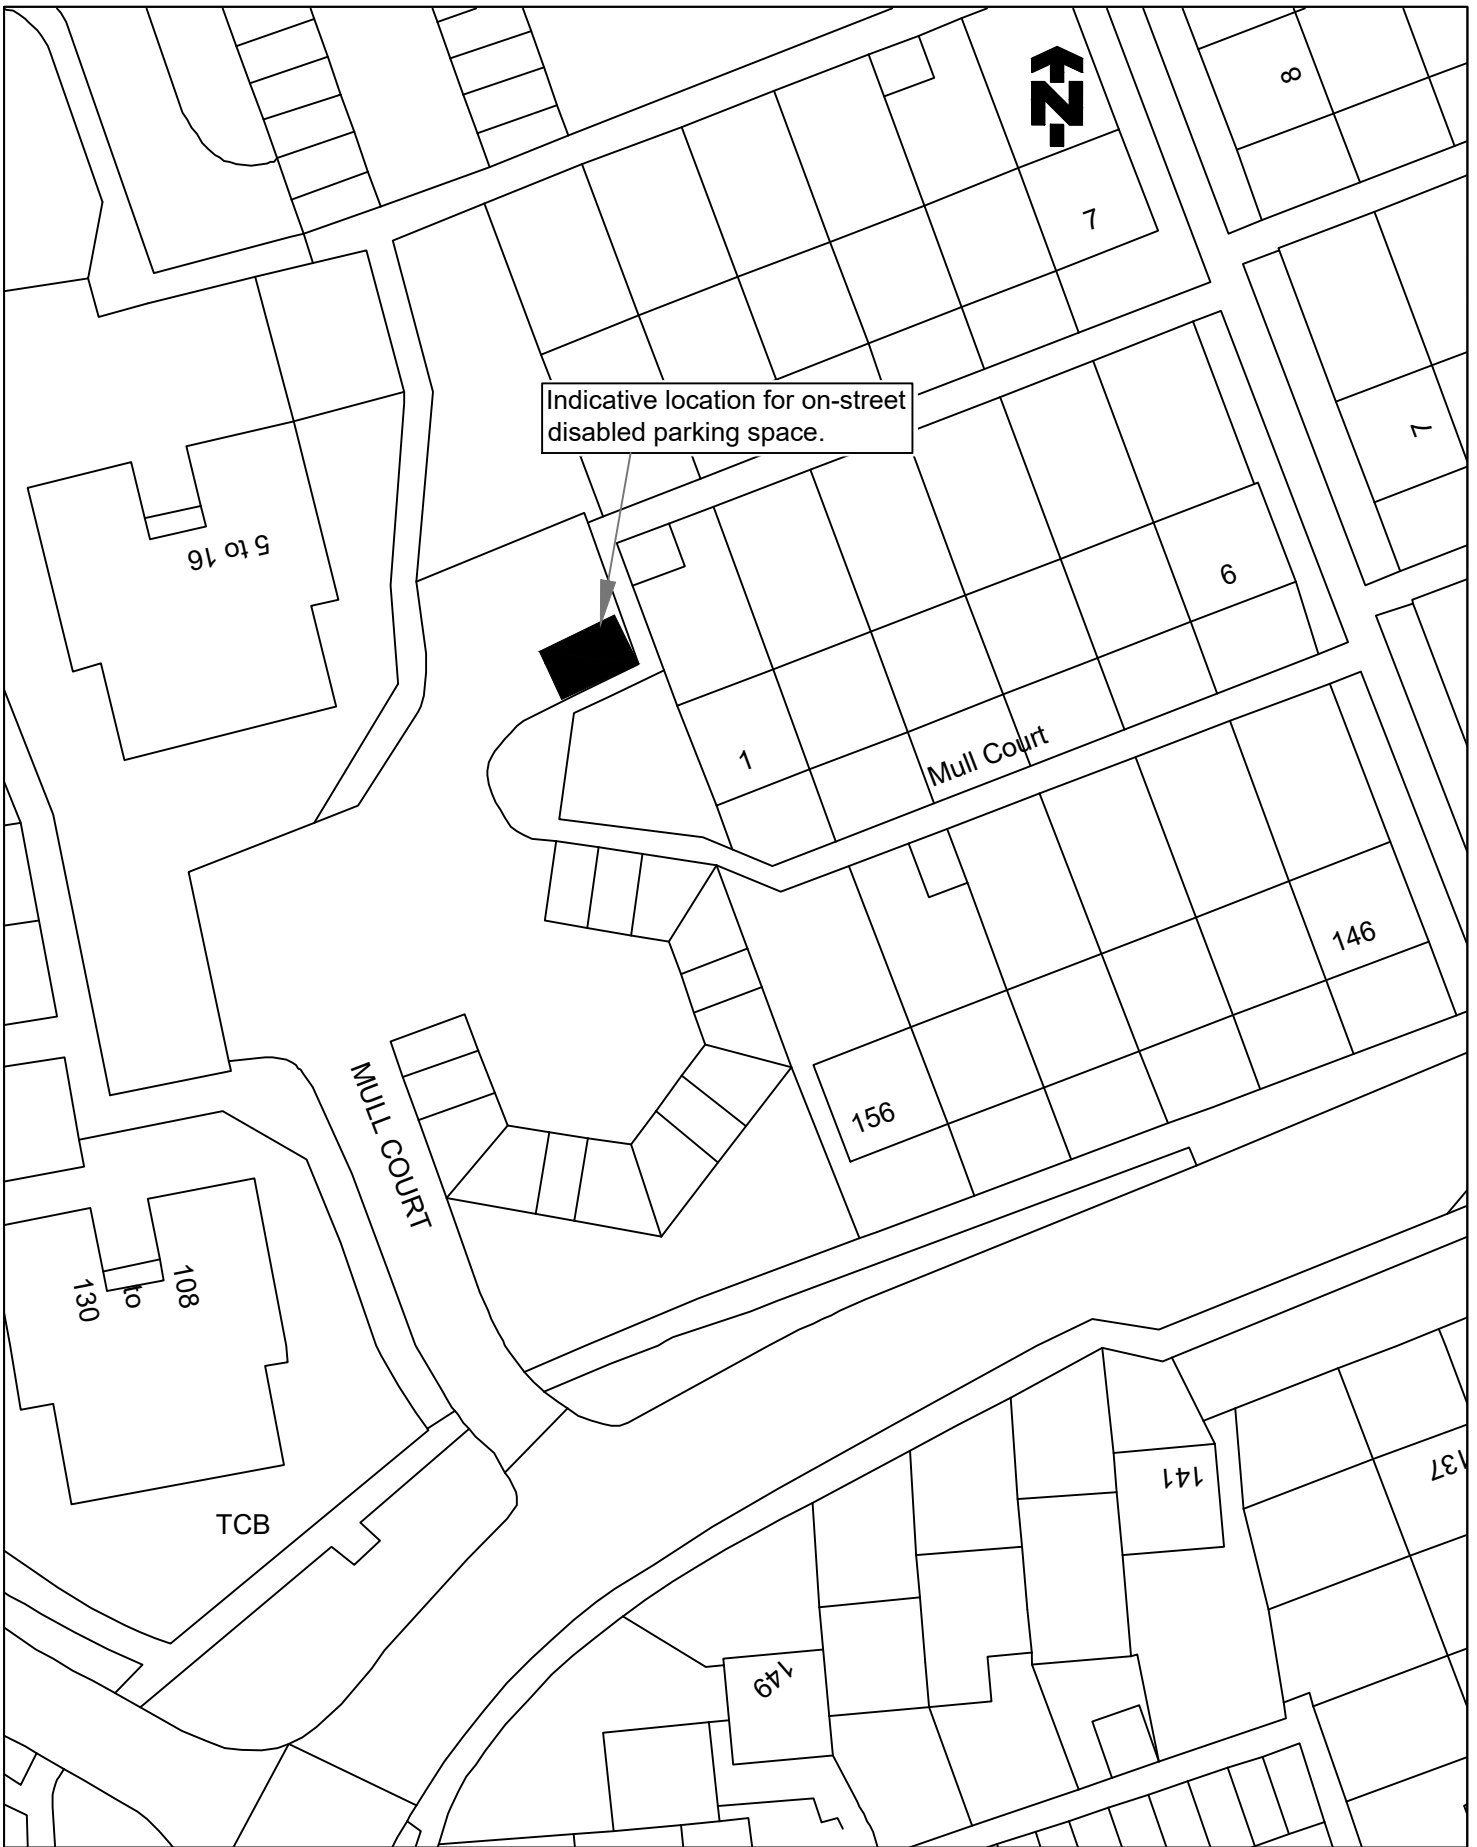 N
8
7
Indicative location for on-street
disabled parking space.
7
5 to 16
6
Mull Court
1
146
156
MULL COURT
108
to
130
141
137
TCB
149